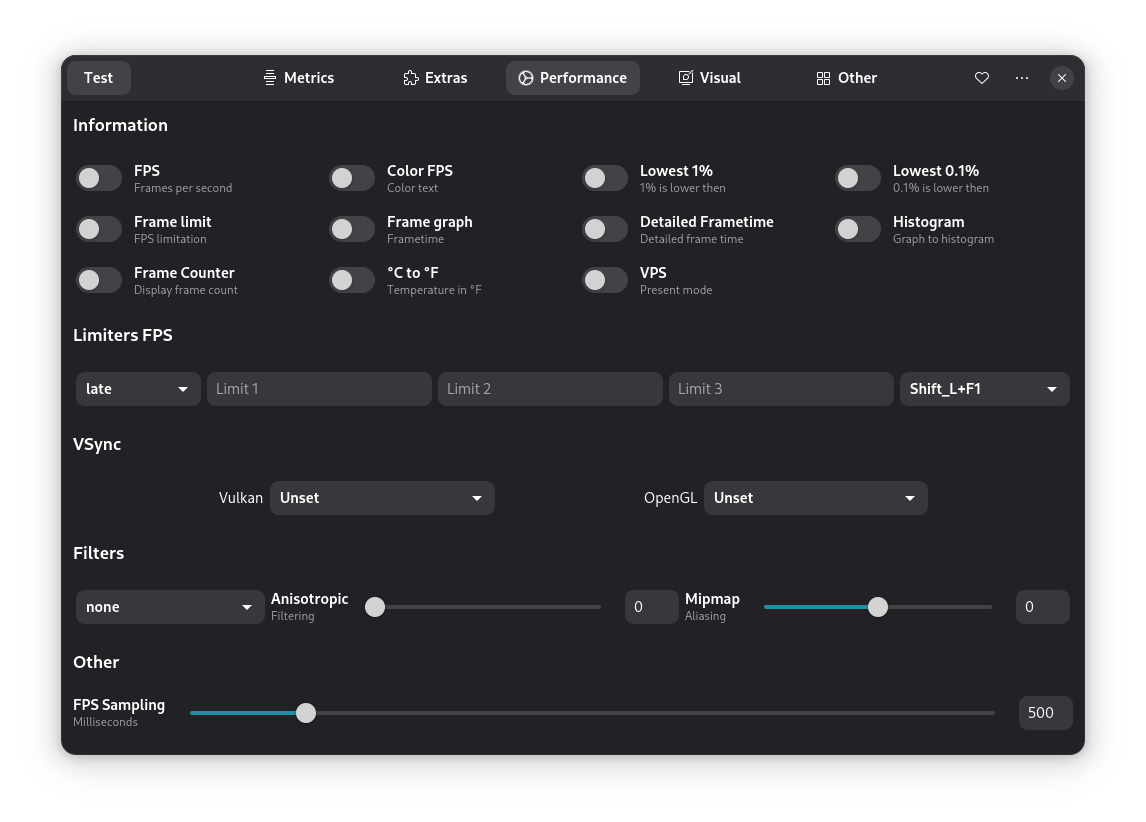 Test
Metrics
Extras
Performance
Visual
Other
Information
FPS
Frames per second
Color FPS
Color text
Lowest 1%
1% is lower then
Lowest 0.1%
0.1% is lower then
Frame limit
FPS limitation
Frame graph
Frametime
Detailed Frametime
Detailed frame time
Histogram
Graph to histogram
Frame Counter
Display frame count
°C to °F
Temperature in °F
VPS
Present mode
Limiters FPS
late
Limit 1
Limit 2
Limit 3
Shift_L+F1
VSync
Vulkan
Unset
OpenGL
Unset
Filters
none
Anisotropic
Filtering
0
Mipmap
Aliasing
0
Other
FPS Sampling
Milliseconds
500